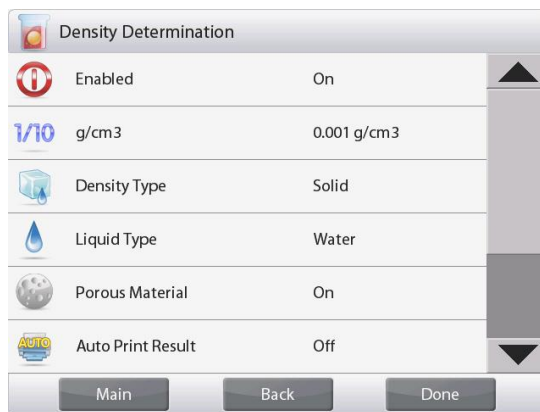 Density Determination
Enabled On
1/10 g/cm3 0.001 g/cm3
Density Type Solid
Liquid Type Water
Porous Material On
AUTO Auto Print Result Off
Main Back Done